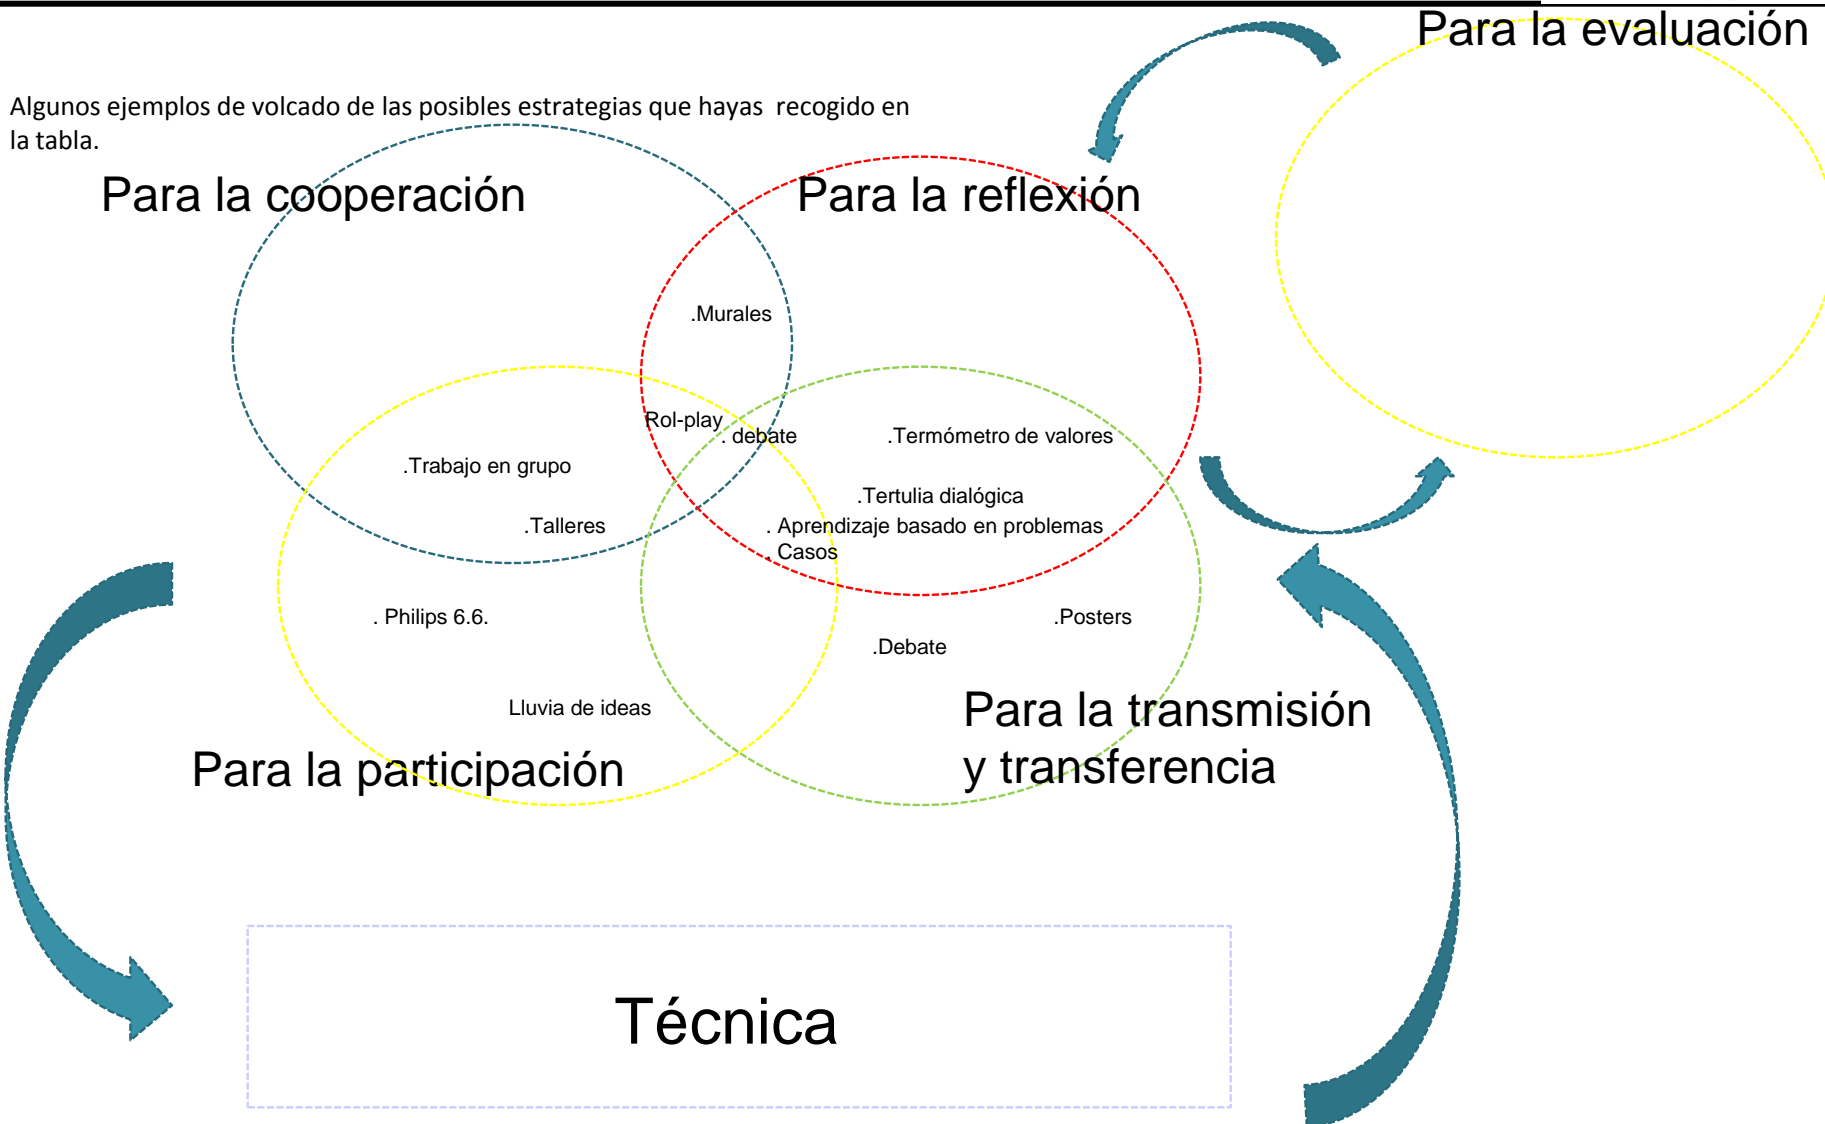 Para la evaluación
Algunos ejemplos de volcado de las posibles estrategias que hayas recogido en
la tabla.
Para la cooperación
Para la reflexión
.Murales
Rol-play
. debate
.Termómetro de valores
.Trabajo en grupo
.Tertulia dialógica
.Talleres
. Aprendizaje basado en problemas
. Casos
. Philips 6.6.
.Posters
.Debate
Lluvia de ideas
Para la transmisión
y transferencia
Para la participación
Técnica